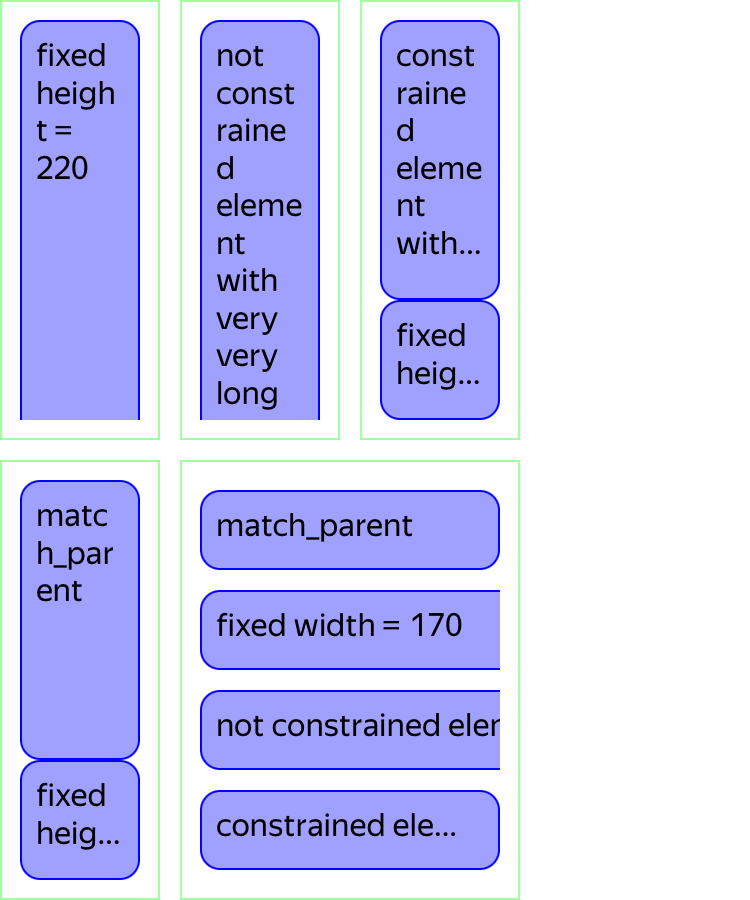 fixed
heigh
t =
220
not
const
raine
d
eleme
nt
with
very
very
long
const
raine
d
eleme
nt
with...
fixed
heig...
matc
h_par
ent
fixed
heig...
match_parent
fixed width = 170
not constrained eler
constrained ele...